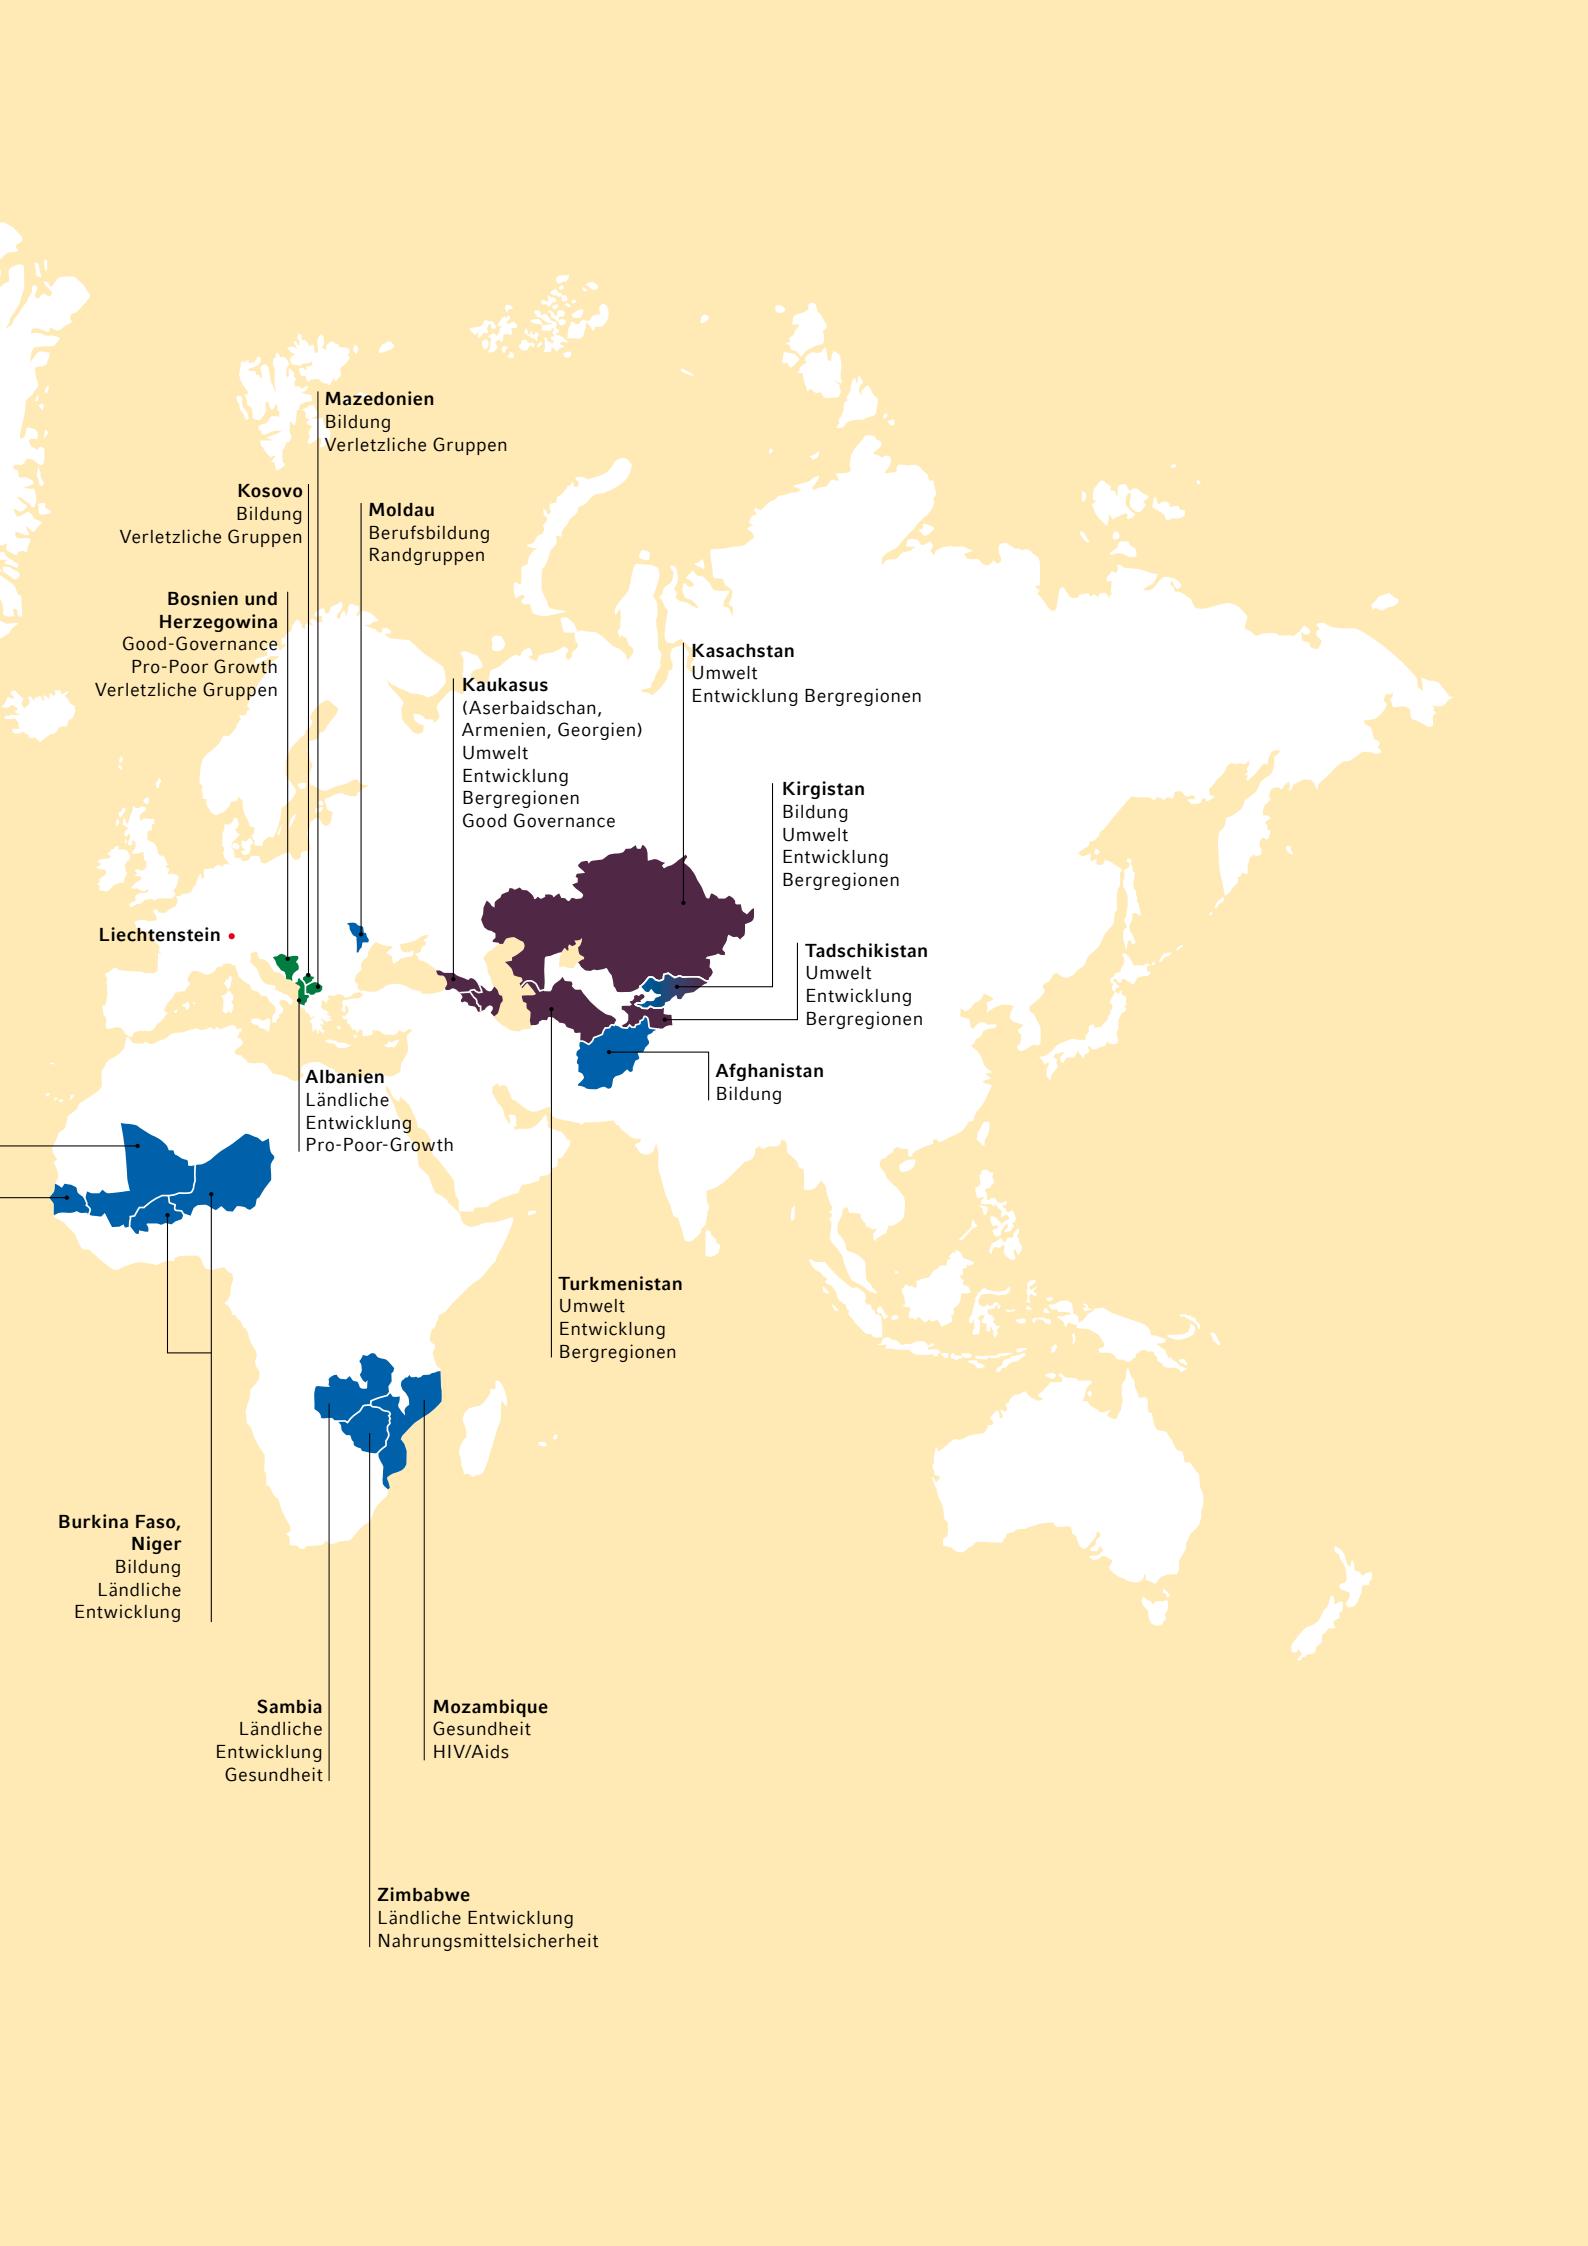 Mazedonien
Bildung
Verletzliche Gruppen
Kosovo
Bildung
Verletzliche Gruppen
Moldau
Berufsbildung
Randgruppen
Bosnien und
Herzegowina
Good-Governance
Pro-Poor Growth
Verletzliche Gruppen
Kaukasus
(Aserbaidschan,
Armenien, Georgien)
Umwelt
Entwicklung
Bergregionen
Good Governance
Kasachstan
Umwelt
Entwicklung Bergregionen
Kirgistan
Bildung
Umwelt
Entwicklung
Bergregionen
Liechtenstein
Tadschikistan
Umwelt
Entwicklung
Bergregionen
Afghanistan
Bildung
Albanien
Ländliche
Entwicklung
Pro-Poor-Growth
Turkmenistan
Umwelt
Entwicklung
Bergregionen
Burkina Faso,
Niger
Bildung
Ländliche
Entwicklung
Sambia
Ländliche
Entwicklung
Gesundheit
Mozambique
Gesundheit
HIV/Aids
Zimbabwe
Ländliche Entwicklung
Nahrungsmittelsicherheit